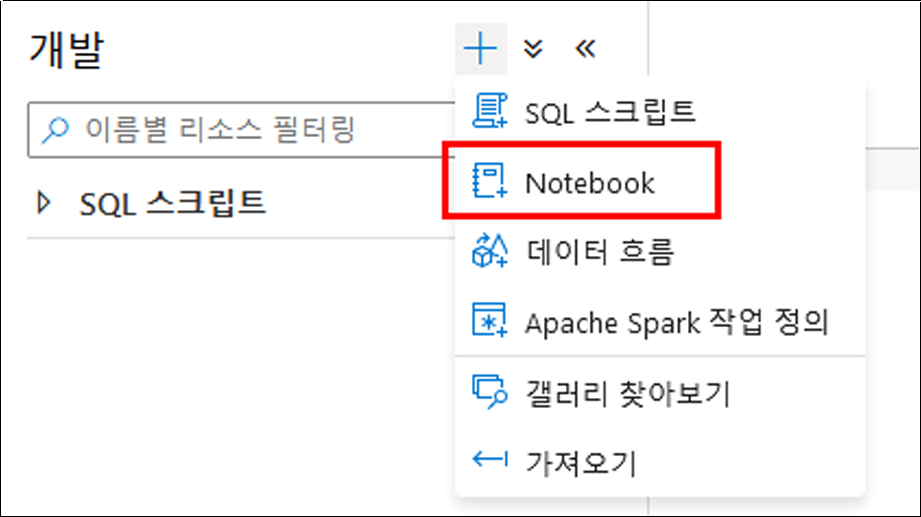 개발
이름별 리소스 필터링
SQL 스크립트
SQL 스크립트
Notebook
데이터 흐름
Apache Spark 작업 정의
갤러리 찾아보기
가져오기